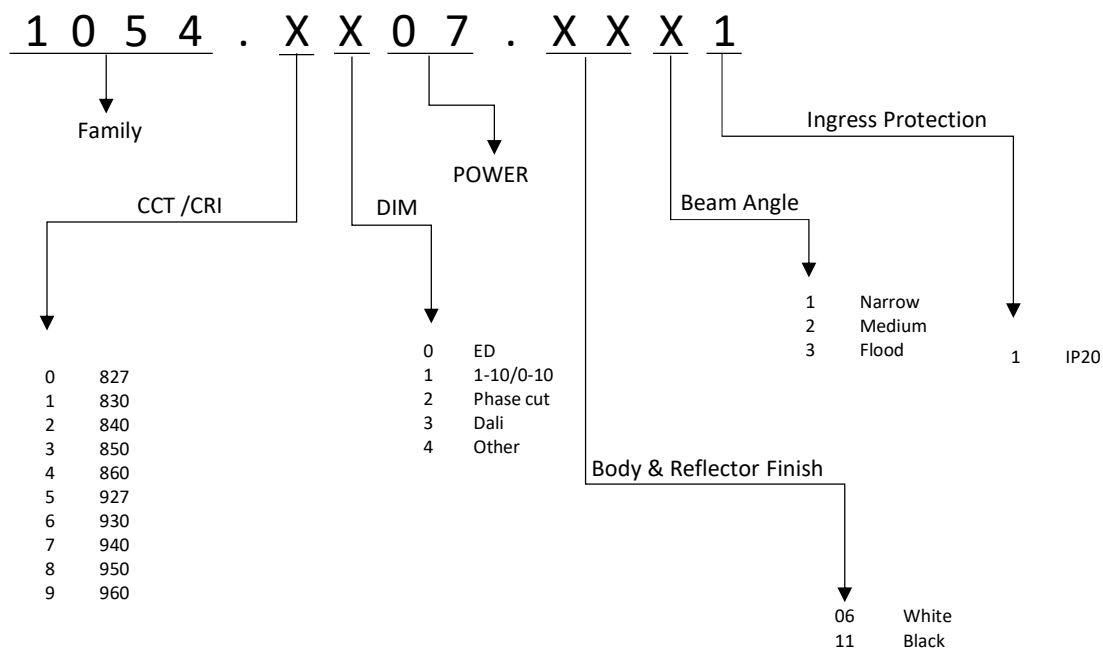 1 0 5 4 . X X 0 7 . X X X 1
Ingress Protection
Family
POWER
CCT /CRI
DIM
Beam Angle
1 Narrow
2 Medium
3 Flood
1 IP20
0 ED
1 1-10/0-10
2 Phase cut
3 Dali
4 Other
0 827
1 830
2 840
3 850
4 860
5 927
6 930
7 940
8 950
9 960
Body & Reflector Finish
06 White
11 Black